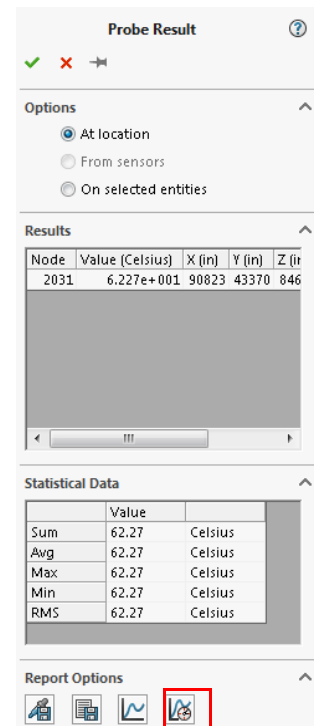 Probe Result
Options
At location
From sensors
On selected entities
Results
Node Value (Celsius) X (in) Y (in) Z (in
2031 6.227e+001 90823 43370 846
Statistical Data
Value
Sum 62.27 Celsius
Avg 62.27 Celsius
Max 62.27 Celsius
Min 62.27 Celsius
RMS 62.27 Celsius
Report Options